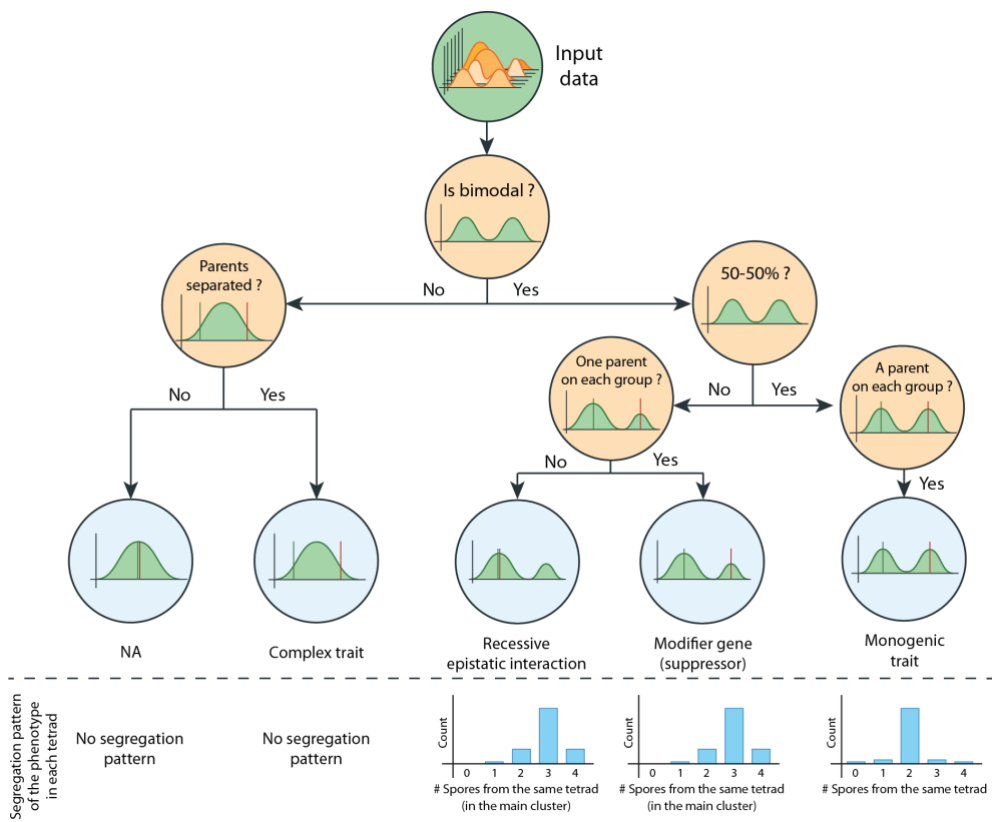 Input
data
Is bimodal ?
Parents
separated ?
No
Yes
50-50% ?
One parent
on each group ?
No
Yes
A parent
on each group ?
No
Yes
No
Yes
Yes
NA
Complex trait
Recessive
epistatic interaction
Modifier gene
(suppressor)
Monogenic
trait
Segregation pattern
of the phenotype
in each tetrad
No segregation
pattern
No segregation
pattern
Count
0 1 2 3 4
# Spores from the same tetrad
(in the main cluster)
Count
0 1 2 3 4
# Spores from the same tetrad
(in the main cluster)
Count
0 1 2 3 4
# Spores from the same tetrad